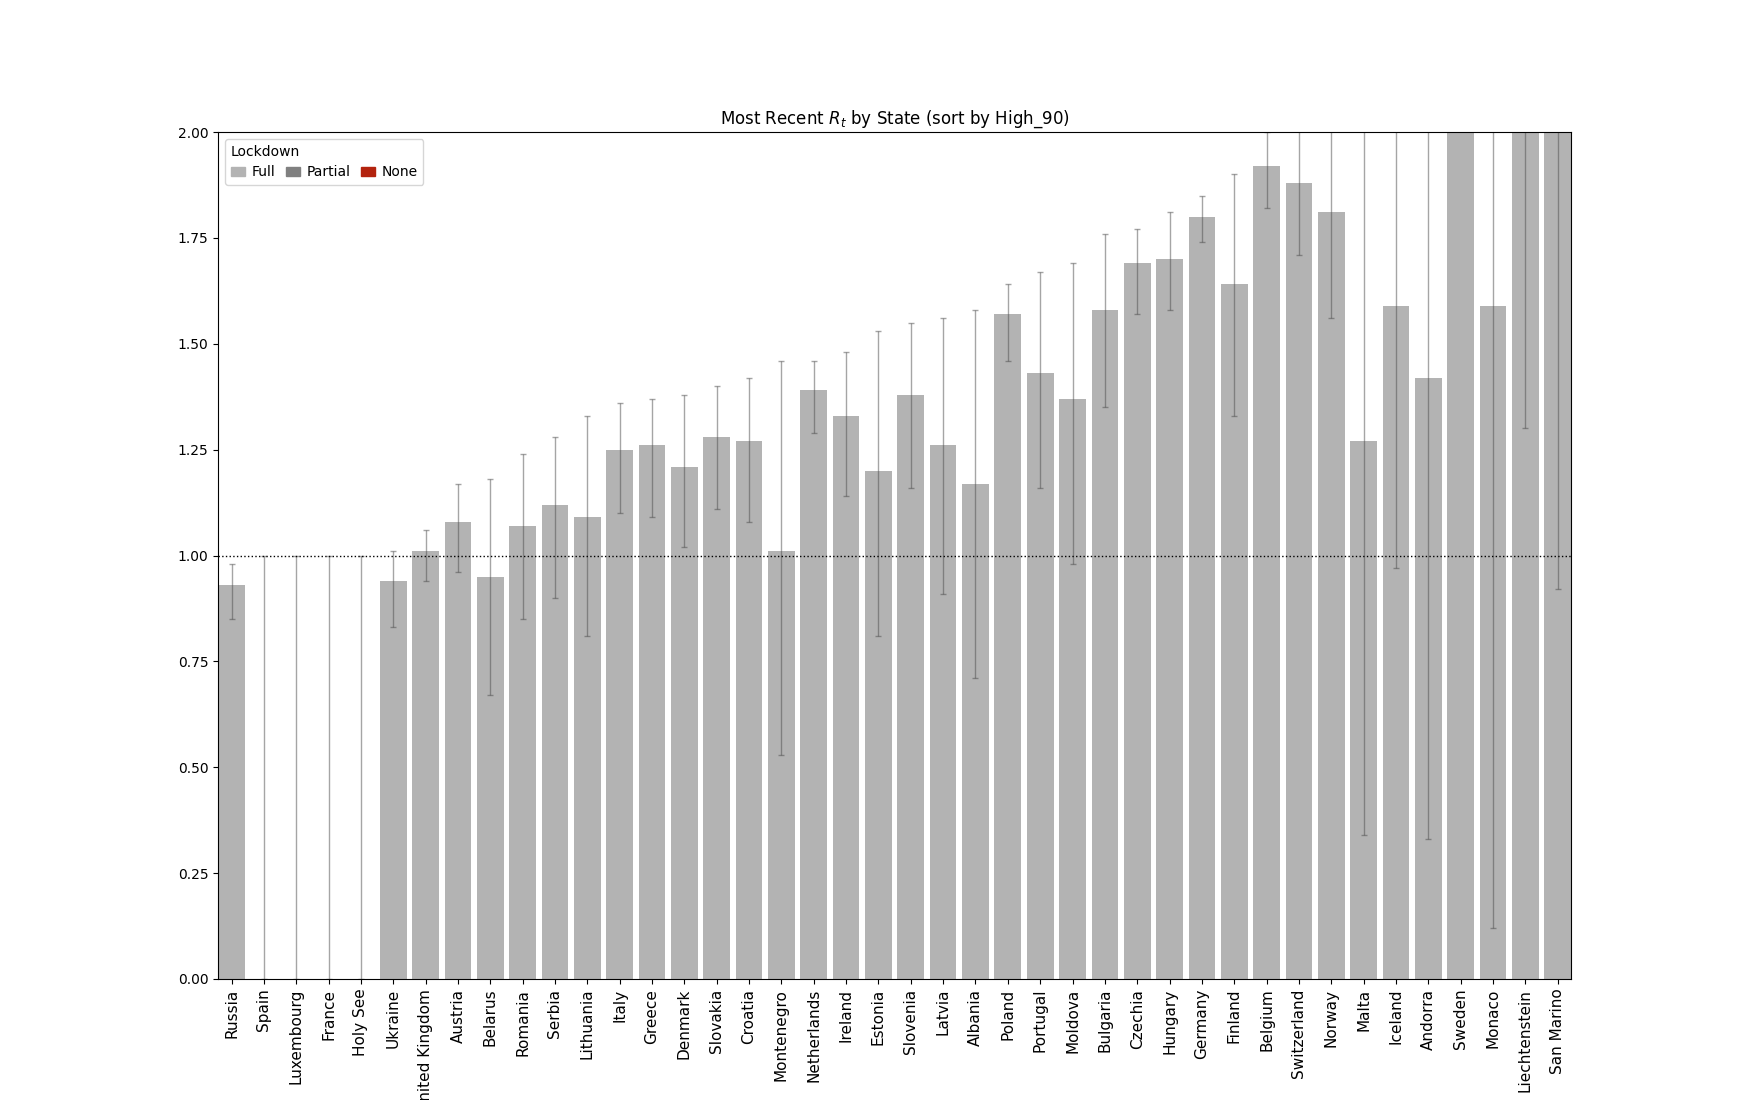 Most Recent R_t by State (sort by High_90)
Lockdown
Full Partial None
2.00
1.75
1.50
1.25
1.00
0.75
0.50
0.25
0.00
Russia
Spain
Luxembourg
France
Holy See
Ukraine
nited Kingdom
Austria
Belarus
Romania
Serbia
Lithuania
Italy
Greece
Denmark
Slovakia
Croatia
Montenegro
Netherlands
Ireland
Estonia
Slovenia
Latvia
Albania
Poland
Portugal
Moldova
Bulgaria
Czechia
Hungary
Germany
Finland
Belgium
Switzerland
Norway
Malta
Iceland
Andorra
Sweden
Monaco
Liechtenstein
San Marino